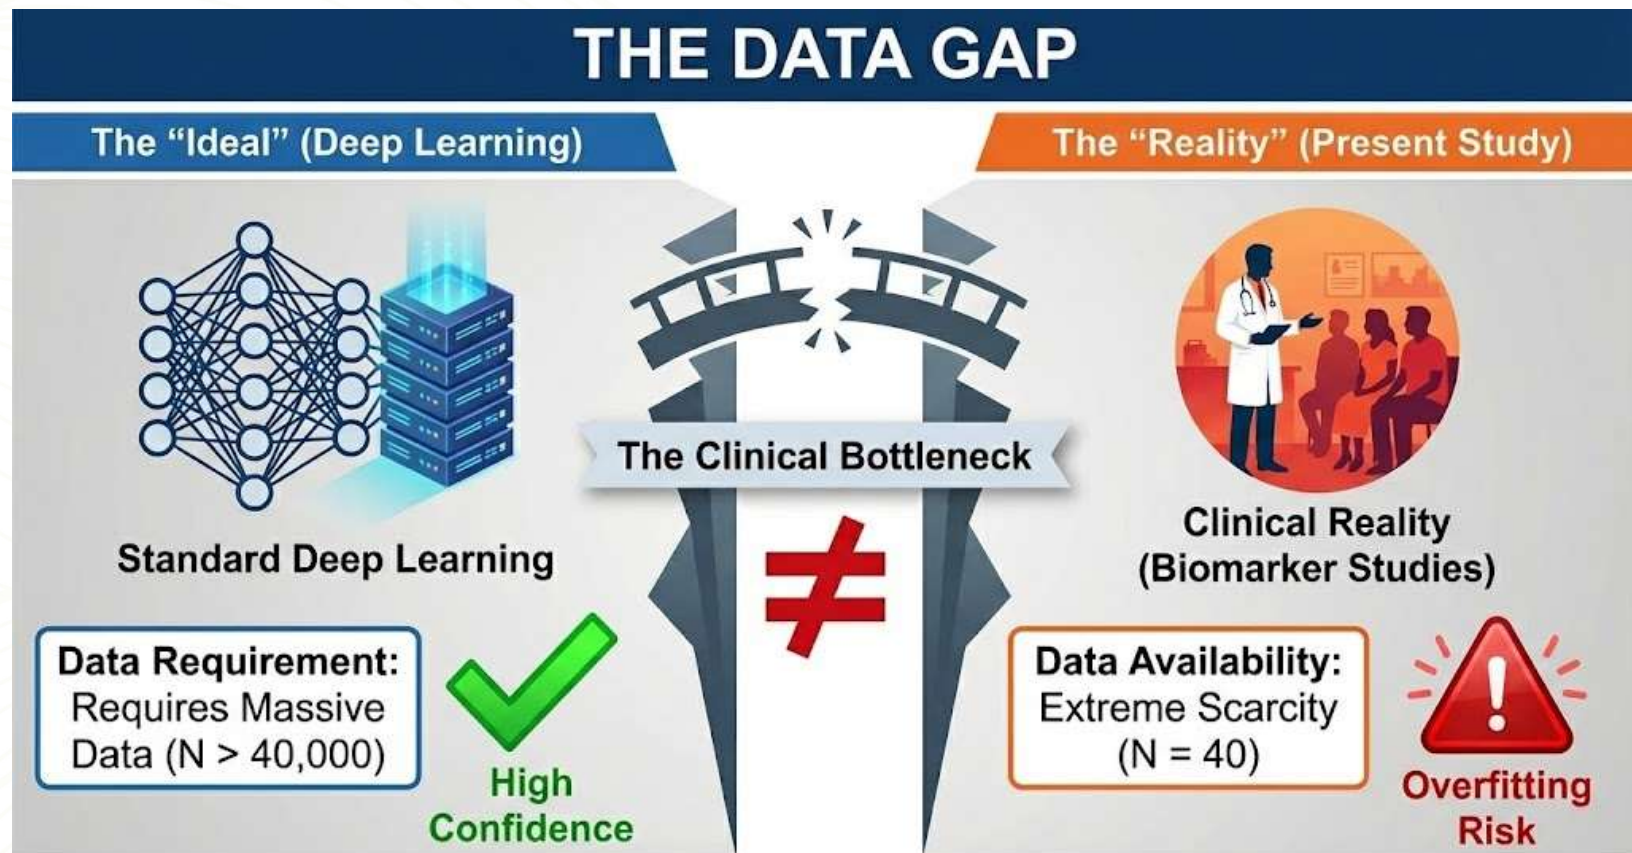 THE DATA GAP
The “Ideal” (Deep Learning)
The “Reality” (Present Study)
The Clinical Bottleneck
Standard Deep Learning
Data Requirement:
Requires Massive
Data (N > 40,000)
High
Confidence
Clinical Reality
(Biomarker Studies)
Data Availability:
Extreme Scarcity
(N = 40)
Overfitting
Risk